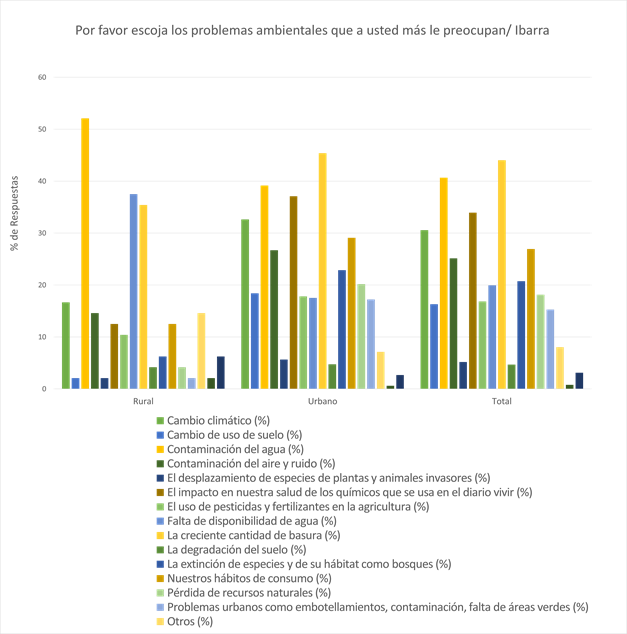 Por favor escoja los problemas ambientales que a usted más le preocupan/ Ibarra
60
50
40
30
20
10
0
% de Respuestas
Rural Urbano Total
Cambio climático (%)
Cambio de uso de suelo (%)
Contaminación del agua (%)
Contaminación del aire y ruido (%)
El desplazamiento de especies de plantas y animales invasores (%)
El impacto en nuestra salud de los químicos que se usa en el diario vivir (%)
El uso de pesticidas y fertilizantes en la agricultura (%)
Falta de disponibilidad de agua (%)
La creciente cantidad de basura (%)
La degradación del suelo (%)
La extinción de especies y de su hábitat como bosques (%)
Nuestros hábitos de consumo (%)
Pérdida de recursos naturales (%)
Problemas urbanos como embotellamientos, contaminación, falta de áreas verdes (%)
Otros (%)